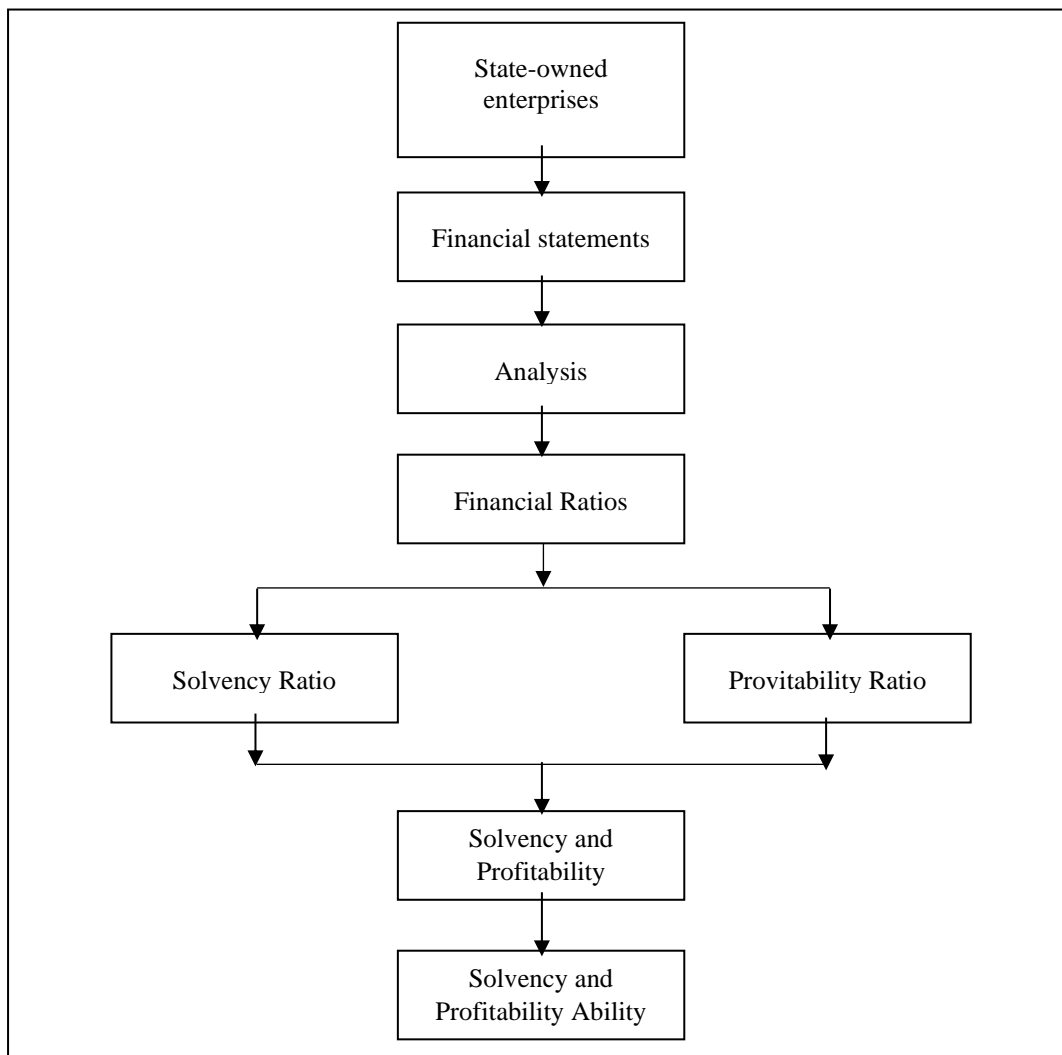 State-owned
enterprises
Financial statements
Analysis
Financial Ratios
Solvency Ratio
Provitability Ratio
Solvency and
Profitability
Solvency and
Profitability Ability